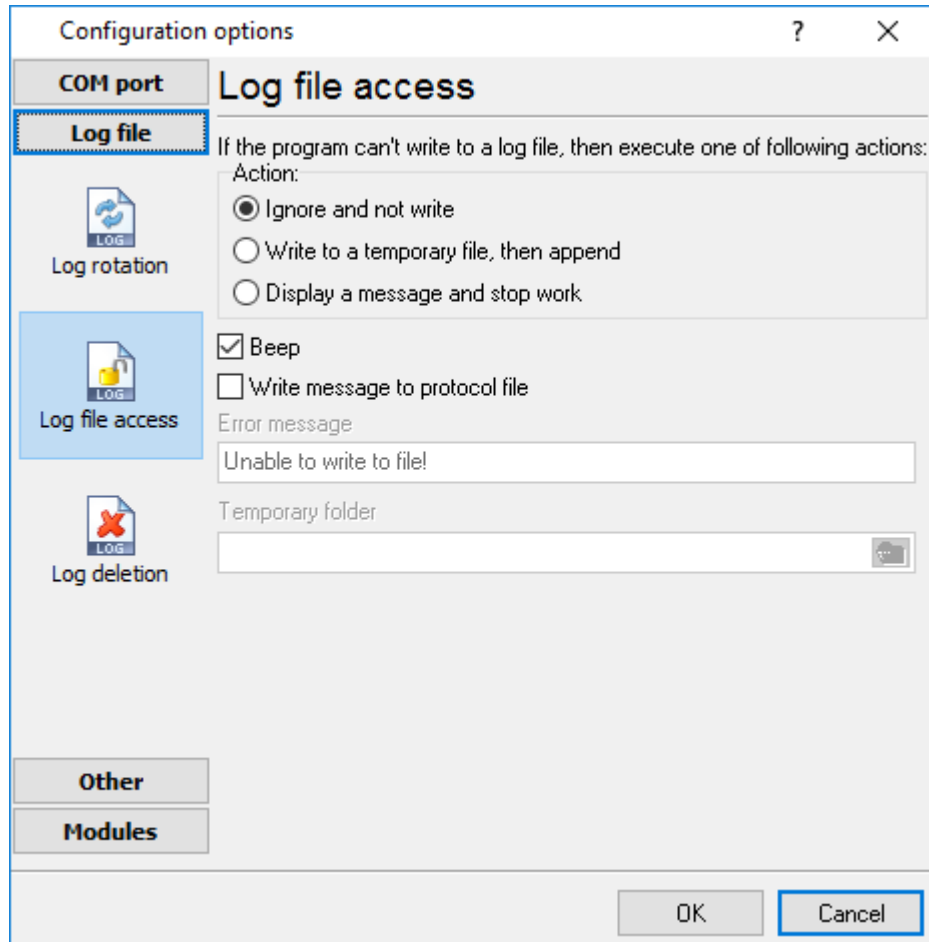 Configuration options
?
COM port
Log file
LOG
Log rotation
LOG
Log file access
LOG
Log deletion
Other
Modules
Log file access
If the program can't write to a log file, then execute one of following actions:
Action:
Ignore and not write
Write to a temporary file, then append
Display a message and stop work
Beep
Write message to protocol file
Error message
Unable to write to file!
Temporary folder
OK
Cancel